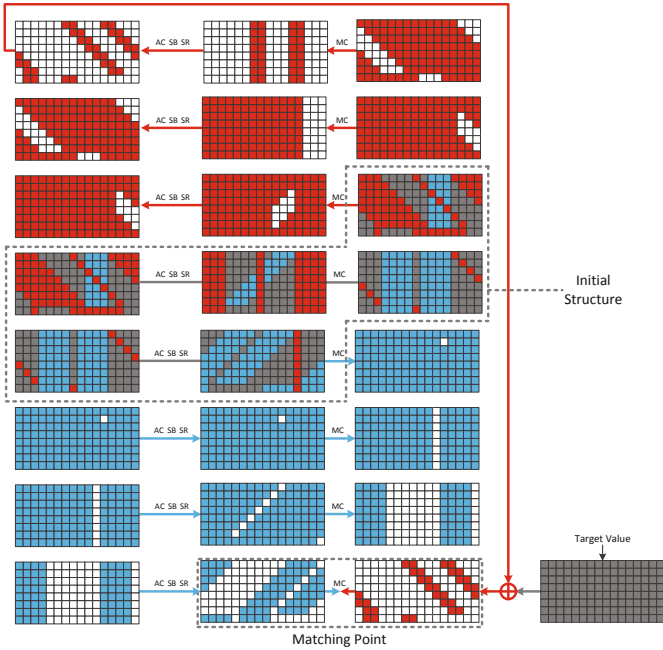 AC SB SR
MC
AC SB SR
MC
AC SB SR
MC
AC SB SR
MC
Initial
Structure
AC SB SR
MC
AC SB SR
MC
AC SB SR
MC
Target Value
AC SB SR
MC
Matching Point